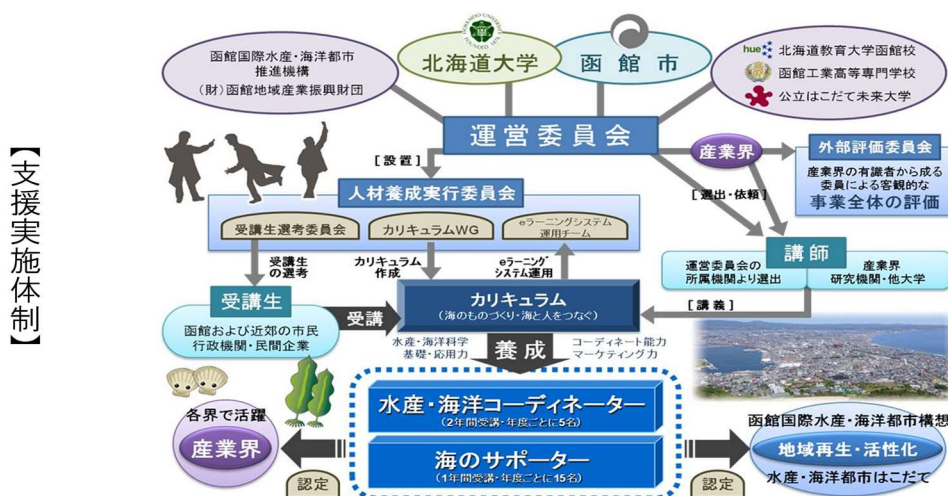 【支援実施体制】
函館国際水産・海洋都市
推進機構
(財)函館地域産業振興財団
HOKKAIDO UNIVERSITY
北海道大学
函館市
hue 北海道教育大学函館校
函館工業高等専門学校
公立はこだて未来大学
運営委員会
[設置]
産業界
外部評価委員会
産業界の有識者から成る
委員による客観的な
事業全体の評価
[選出・依頼]
人材養成実行委員会
受講生選考委員会
カリキュラムWG
eラーニングシステム
運用チーム
受講生
の選考
カリキュラム
作成
eラーニング
システム運用
講師
運営委員会の
所属機関より選出
産業界
研究機関・他大学
[講義]
受講生
函館および近郊の市民
行政機関・民間企業
受講
カリキュラム
(海のものづくり・海と人をつなぐ)
水産・海洋科学
基礎・応用力
養成
コーディネート能力
マーケティング力
水産・海洋コーディネーター
(2年間受講・年度ごとに5名)
海のサポーター
(1年間受講・年度ごとに15名)
各界で活躍
産業界
認定
認定
函館国際水産・海洋都市構想
地域再生・活性化
水産・海洋都市はこだて